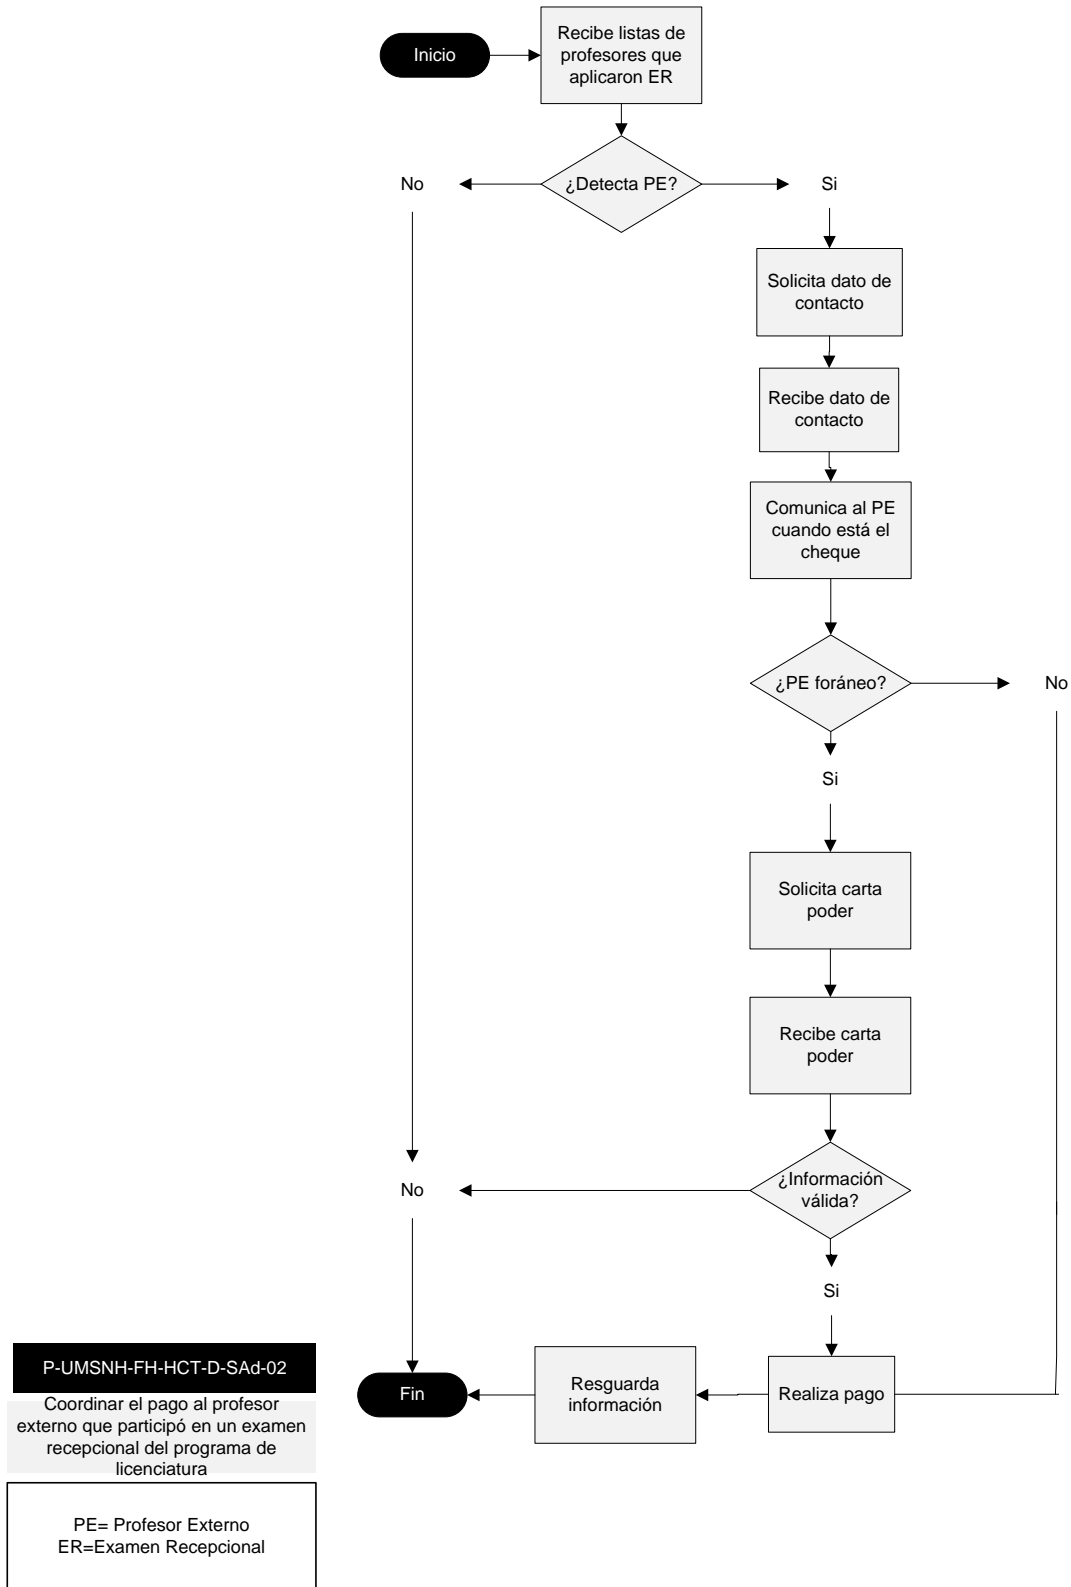 Inicio
Recibe listas de
profesores que
aplicaron ER
¿Detecta PE?
No
Si
Solicita dato de
contacto
Recibe dato de
contacto
Comunica al PE
cuando está el
cheque
¿PE foráneo?
No
Si
Solicita carta
poder
Recibe carta
poder
¿Información
válida?
No
Si
Realiza pago
Resguarda
información
Fin
P-UMSNH-FH-HCT-D-SAd-02
Coordinar el pago al profesor
externo que participó en un examen
recepcional del programa de
licenciatura
PE= Profesor Externo
ER=Examen Recepcional